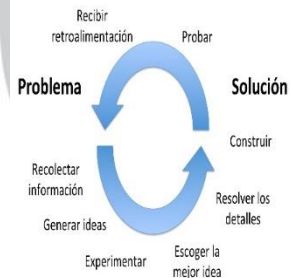 Recibir
retroalimentación
Probar
Problema
Solución
Construir
Recolectar
información
Resolver los
detalles
Generar ideas
Experimentar
Escoger la
mejor idea